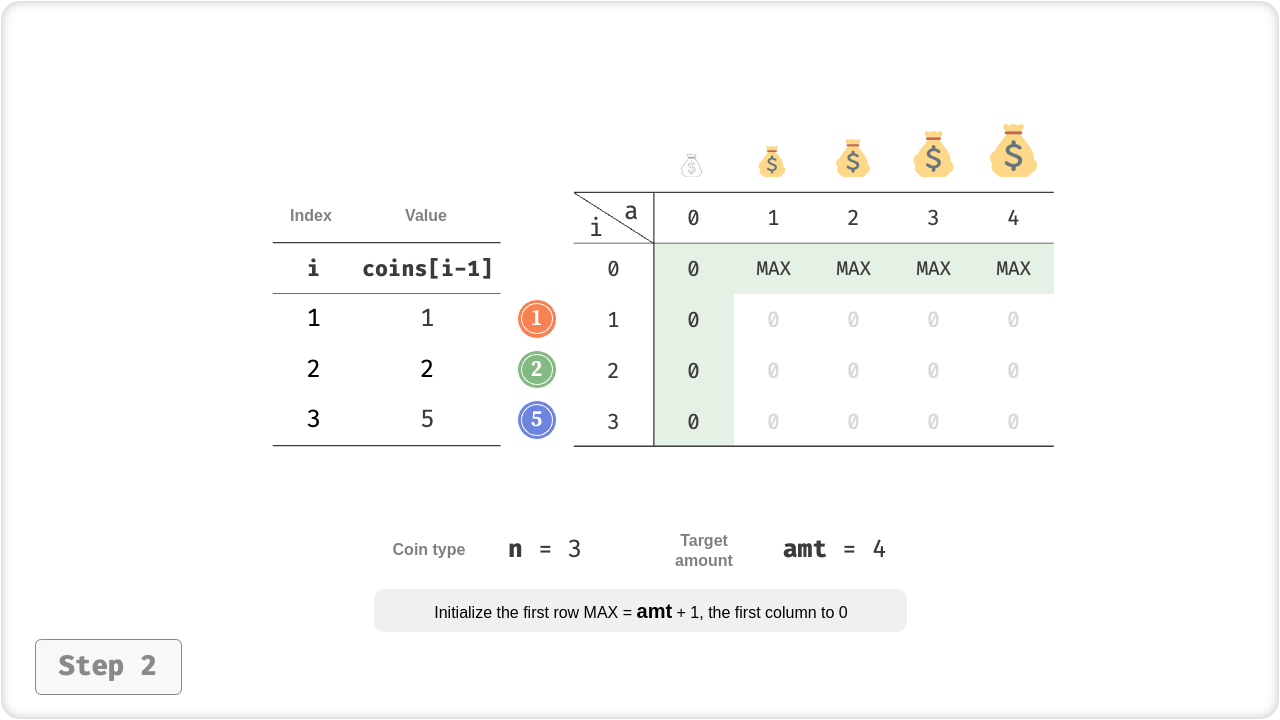 Index Value
i coins[i-1]
1 1
2 2
3 5
1
2
5
$ $ $ $ $
i a 0 1 2 3 4
0 0 MAX MAX MAX MAX
1 0 0 0 0 0
2 0 0 0 0 0
3 0 0 0 0 0
Coin type n = 3
Target
amount
amt = 4
Initialize the first row MAX = amt + 1, the first column to 0
Step 2